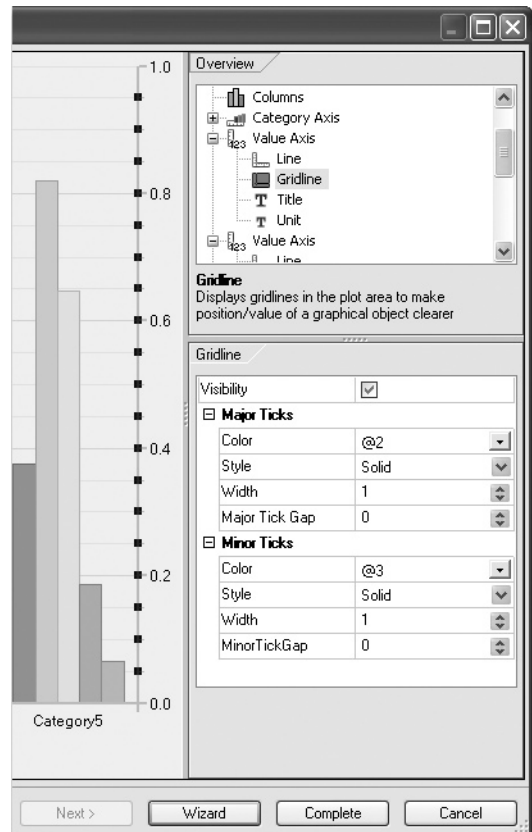 1.0
0.8
0.6
0.4
0.2
0.0
Category5
Overview
Columns
Category Axis
123 Value Axis
Line
Gridline
T Title
T Unit
123 Value Axis
Line
Gridline
Displays gridlines in the plot area to make
position/value of a graphical object clearer
Gridline
Visibility
Major Ticks
Color @2
Style Solid
Width 1
Major Tick Gap 0
Minor Ticks
Color @3
Style Solid
Width 1
MinorTickGap 0
Next > Wizard Complete Cancel